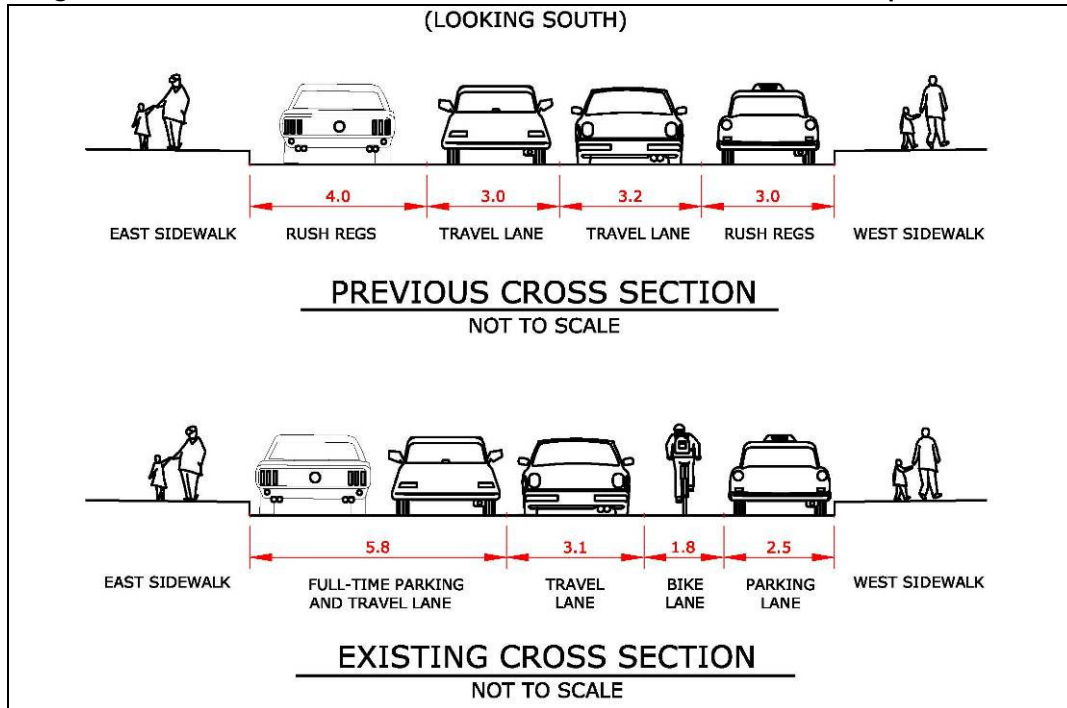 (LOOKING SOUTH)
4.0 3.0 3.2 3.0
EAST SIDEWALK RUSH REGS TRAVEL LANE TRAVEL LANE RUSH REGS WEST SIDEWALK
PREVIOUS CROSS SECTION
NOT TO SCALE
5.8 3.1 1.8 2.5
EAST SIDEWALK FULL-TIME PARKING TRAVEL BIKE PARKING WEST SIDEWALK
AND TRAVEL LANE LANE LANE LANE
EXISTING CROSS SECTION
NOT TO SCALE